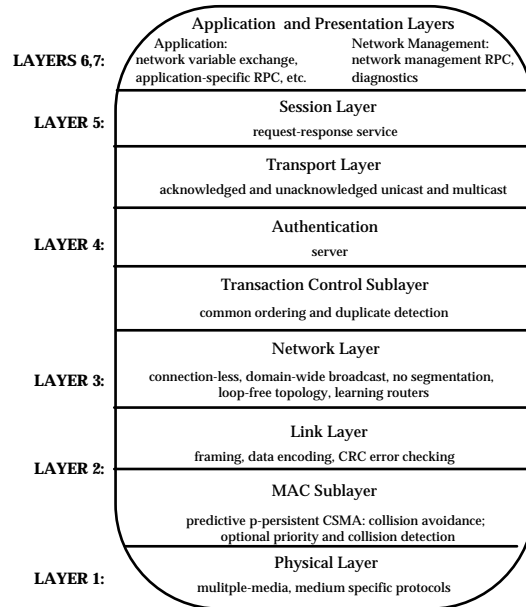 Application and Presentation Layers
Application:
network variable exchange,
application-specific RPC, etc.
Network Management:
network management RPC,
diagnostics
LAYERS 6,7:
Session Layer
request-response service
LAYER 5:
Transport Layer
acknowledged and unacknowledged unicast and multicast
Authentication
server
LAYER 4:
Transaction Control Sublayer
common ordering and duplicate detection
Network Layer
connection-less, domain-wide broadcast, no segmentation,
loop-free topology, learning routers
LAYER 3:
Link Layer
framing, data encoding, CRC error checking
LAYER 2:
MAC Sublayer
predictive p-persistent CSMA: collision avoidance;
optional priority and collision detection
Physical Layer
mulitple-media, medium specific protocols
LAYER 1: